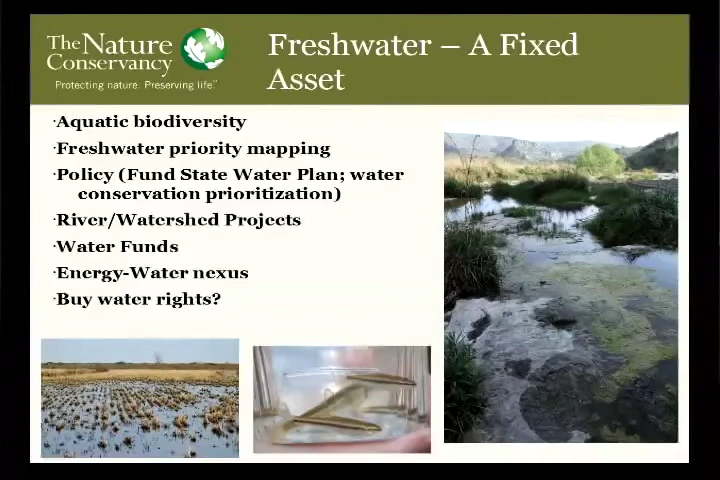 The Nature
Conservancy
Protecting nature. Preserving life.™
Freshwater – A Fixed
Asset
·Aquatic biodiversity
·Freshwater priority mapping
·Policy (Fund State Water Plan; water
conservation prioritization)
·River/Watershed Projects
·Water Funds
·Energy-Water nexus
·Buy water rights?